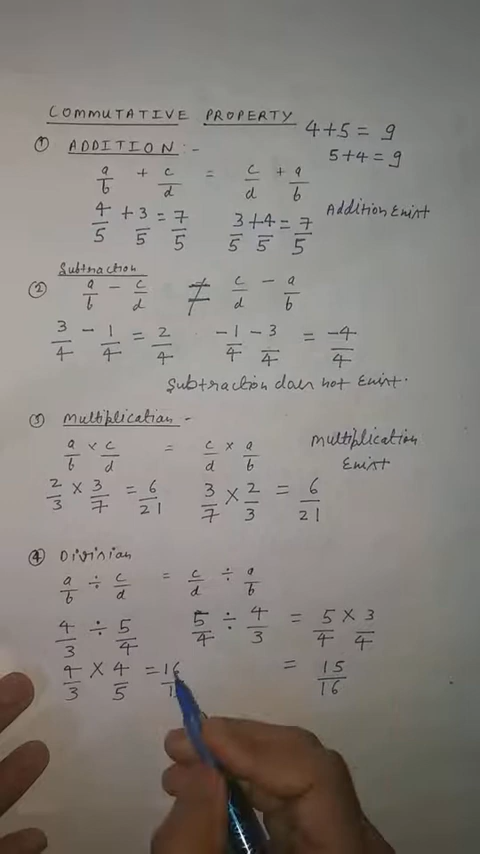 COMMUTATIVE PROPERTY
4+5 = 9
5+4 = 9
① ADDITION :-
a/b + c/d = c/d + a/b
4/5 + 3/5 = 7/5 3/5 + 4/5 = 7/5
Addition Exist
② Subtraction
a/b - c/d ≠ c/d - a/b
3/4 - 1/4 = 2/4 -1/4 - 3/4 = -4/4
Subtraction does not Exist.
③ Multiplication -
a/b × c/d = c/d × a/b
Multiplication
Exist
2/3 × 3/7 = 6/21 3/7 × 2/3 = 6/21
④ Division
a/b ÷ c/d = c/d ÷ a/b
4/3 ÷ 5/4 5/4 ÷ 4/3 = 5/4 × 3/4
4/3 × 4/5 = 16/1 = 15/16